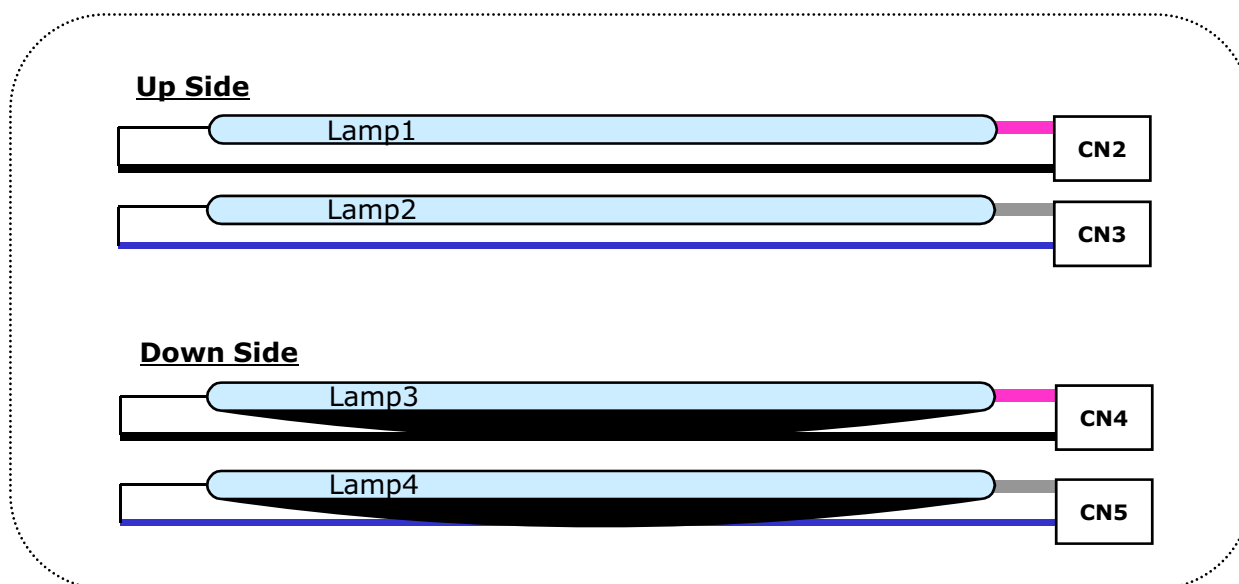 Up Side
Lamp1
CN2
Lamp2
CN3
Down Side
Lamp3
CN4
Lamp4
CN5